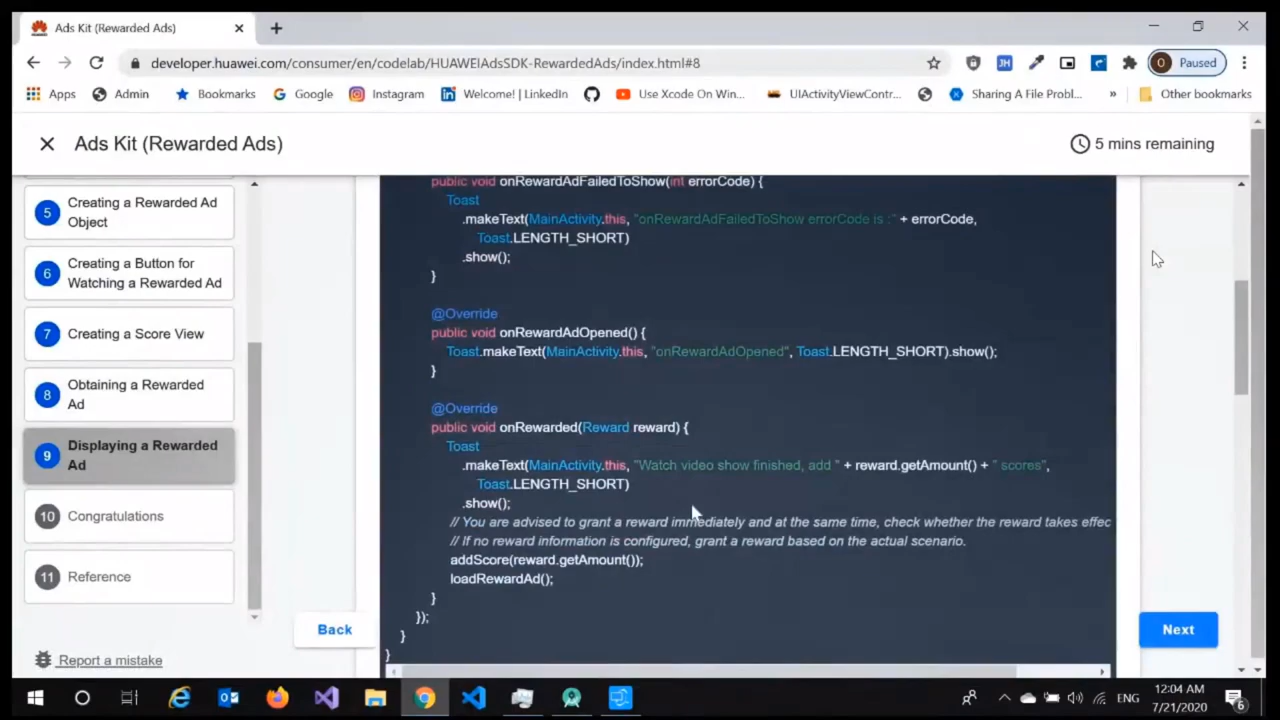 Ads Kit (Rewarded Ads)
developer.huawei.com/consumer/en/codelab/HUAWEIAdsSDK-RewardedAds/index.html#8
JH
O Paused
Apps Admin Bookmarks Google Instagram Welcome! | LinkedIn Use Xcode On Win... UIActivityViewContr... Sharing A File Probl... » Other bookmarks
Ads Kit (Rewarded Ads)
5 mins remaining
5 Creating a Rewarded Ad
Object
6 Creating a Button for
Watching a Rewarded Ad
7 Creating a Score View
8 Obtaining a Rewarded
Ad
9 Displaying a Rewarded
Ad
10 Congratulations
11 Reference
Report a mistake
public void onRewardAdFailedToShow(int errorCode) {
Toast
.makeText(MainActivity.this, "onRewardAdFailedToShow errorCode is :" + errorCode,
Toast.LENGTH_SHORT)
.show();
}
@Override
public void onRewardAdOpened() {
Toast.makeText(MainActivity.this, "onRewardAdOpened", Toast.LENGTH_SHORT).show();
}
@Override
public void onRewarded(Reward reward) {
Toast
.makeText(MainActivity.this, "Watch video show finished, add " + reward.getAmount() + " scores",
Toast.LENGTH_SHORT)
.show();
// You are advised to grant a reward immediately and at the same time, check whether the reward takes effec
// If no reward information is configured, grant a reward based on the actual scenario.
addScore(reward.getAmount());
loadRewardAd();
}
});
}
}
Back
Next
ENG
12:04 AM
7/21/2020
6